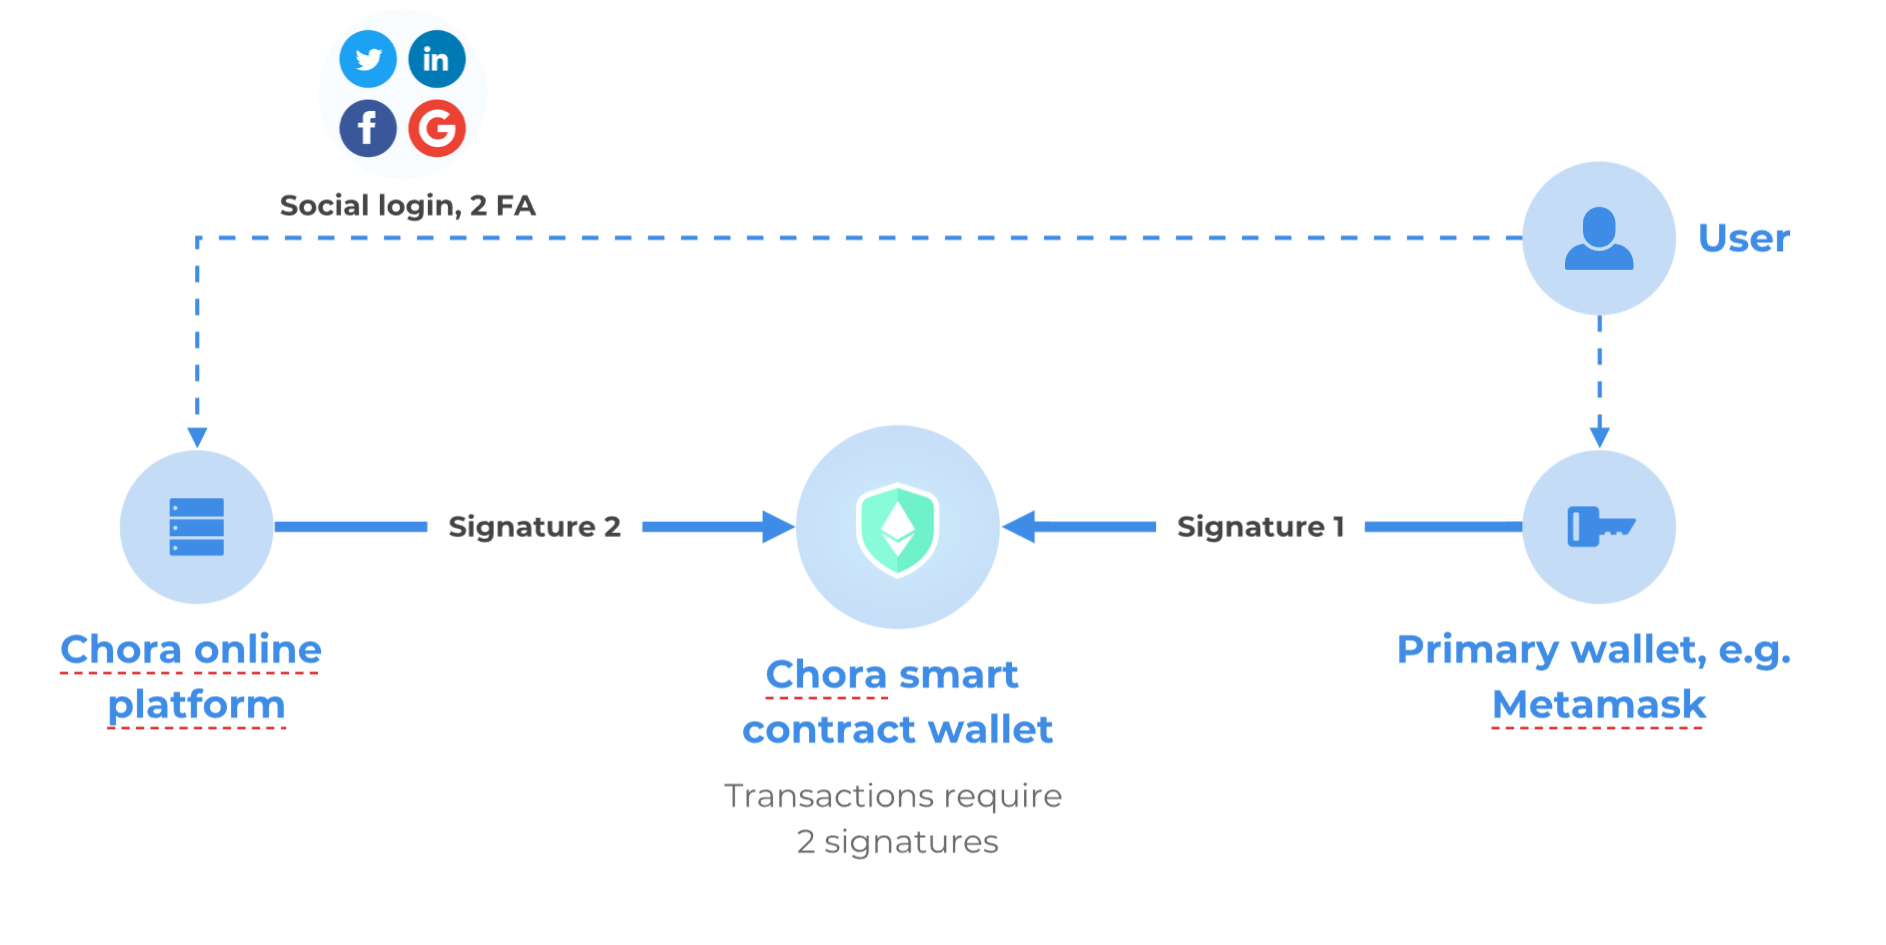 Social login, 2 FA
User
Signature 2
Signature 1
Chora online
platform
Chora smart
contract wallet
Transactions require
2 signatures
Primary wallet, e.g.
Metamask